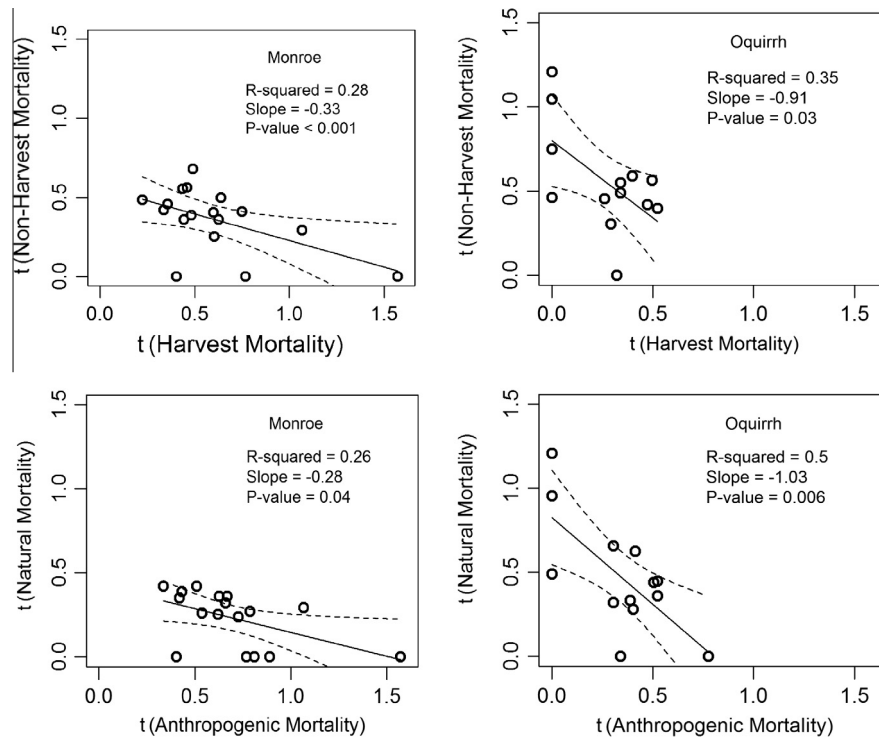 Monroe
R-squared = 0.28
Slope = -0.33
P-value < 0.001
t (Non-Harvest Mortality)
0.0 0.5 1.0 1.5
0.0 0.5 1.0 1.5
t (Harvest Mortality)
Oquirrh
R-squared = 0.35
Slope = -0.91
P-value = 0.03
t (Non-Harvest Mortality)
0.0 0.5 1.0 1.5
0.0 0.5 1.0 1.5
t (Harvest Mortality)
Monroe
R-squared = 0.26
Slope = -0.28
P-value = 0.04
t (Natural Mortality)
0.0 0.5 1.0 1.5
0.0 0.5 1.0 1.5
t (Anthropogenic Mortality)
Oquirrh
R-squared = 0.5
Slope = -1.03
P-value = 0.006
t (Natural Mortality)
0.0 0.5 1.0 1.5
0.0 0.5 1.0 1.5
t (Anthropogenic Mortality)